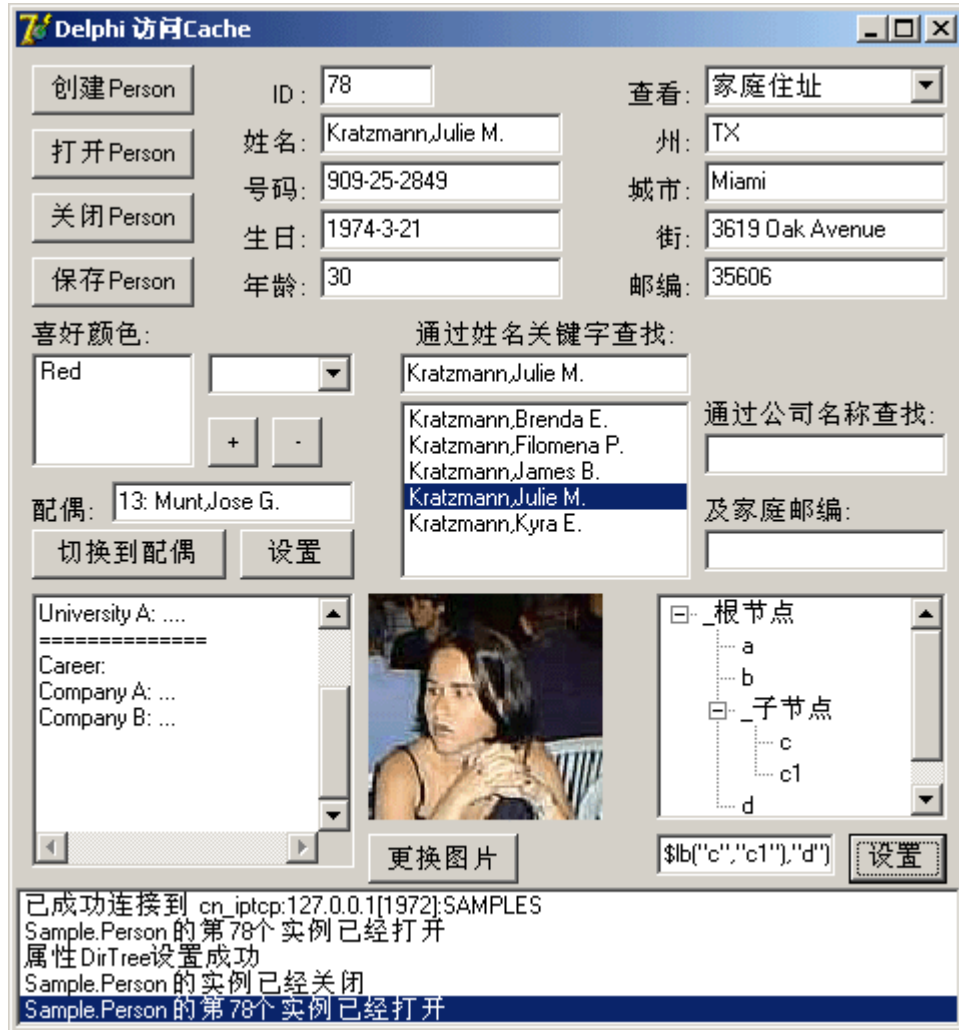 Delphi 访问Cache
创建Person
ID:
78
查看:
家庭住址
打开Person
姓名:
Kratzmann,Julie M.
州:
TX
号码:
909-25-2849
城市:
Miami
关闭Person
生日:
1974-3-21
街:
3619 Oak Avenue
保存Person
年龄:
30
邮编:
35606
喜好颜色:
Red
+
-
通过姓名关键字查找:
Kratzmann,Julie M.
Kratzmann,Brenda E.
Kratzmann,Filomena P.
Kratzmann,James B.
Kratzmann,Julie M.
Kratzmann,Kyra E.
通过公司名称查找:
及家庭邮编:
配偶:
13: Munt,Jose G.
切换到配偶
设置
University A: ....
==============
Career:
Company A: ...
Company B: ...
更换图片
_根节点
a
b
_子节点
c
c1
d
$lb("c","c1"),"d")
设置
已成功连接到 cn_iptcp:127.0.0.1[1972]:SAMPLES
Sample.Person 的第78个实例已经打开
属性DirTree设置成功
Sample.Person 的实例已经关闭
Sample.Person 的第78个实例已经打开